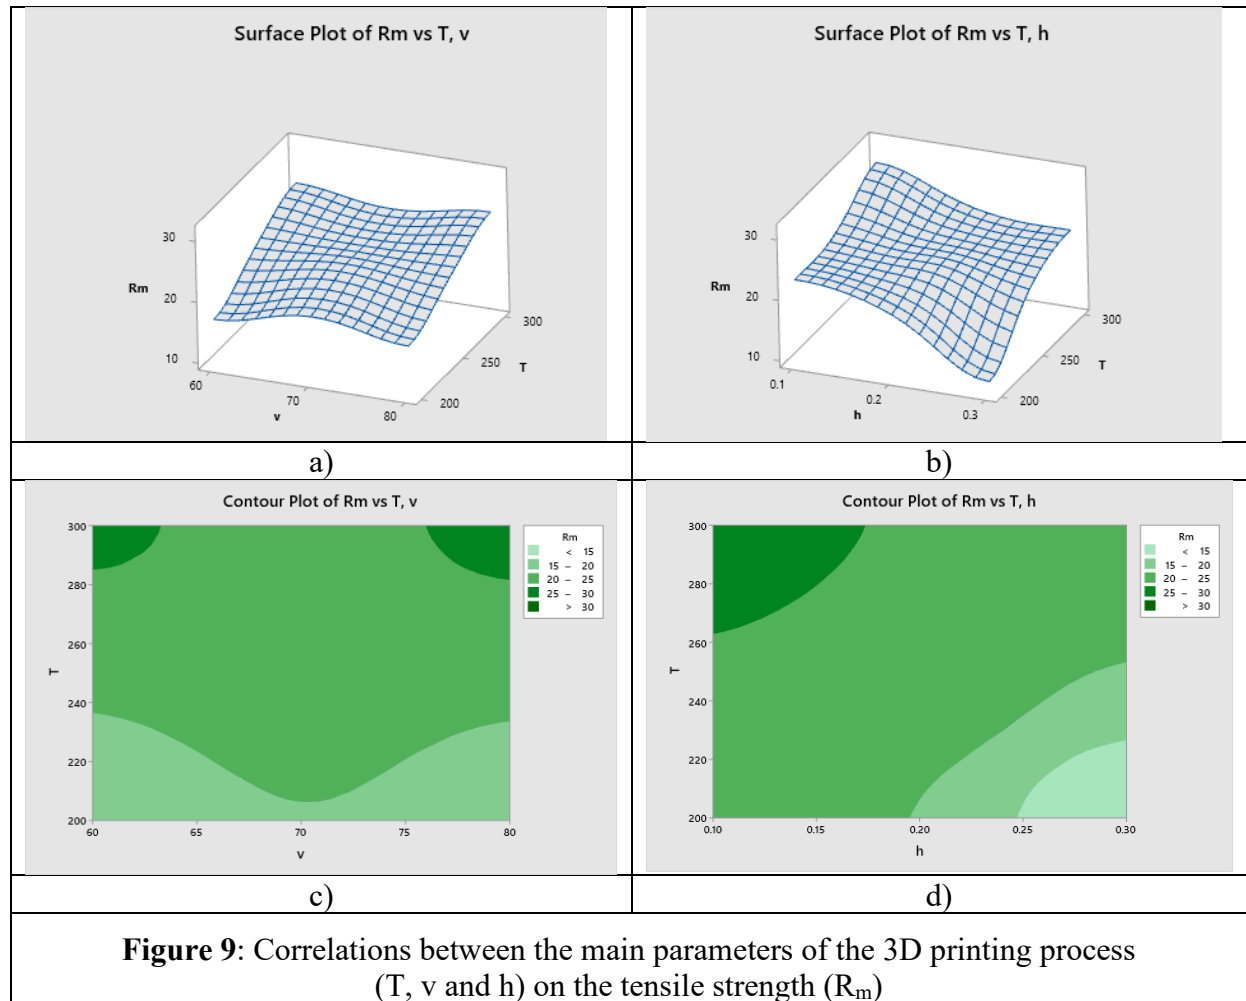 Surface Plot of Rm vs T, v
30
20
10
Rm
60
70
80
v
200
250
300
T
Surface Plot of Rm vs T, h
30
20
10
Rm
0.1
0.2
0.3
h
200
250
300
T
a)
b)
Contour Plot of Rm vs T, v
300
280
260
240
220
200
T
60
65
70
75
80
v
Rm
< 15
15 – 20
20 – 25
25 – 30
> 30
Contour Plot of Rm vs T, h
300
280
260
240
220
200
T
0.10
0.15
0.20
0.25
0.30
h
Rm
< 15
15 – 20
20 – 25
25 – 30
> 30
c)
d)
Figure 9: Correlations between the main parameters of the 3D printing process
(T, v and h) on the tensile strength (Rm)